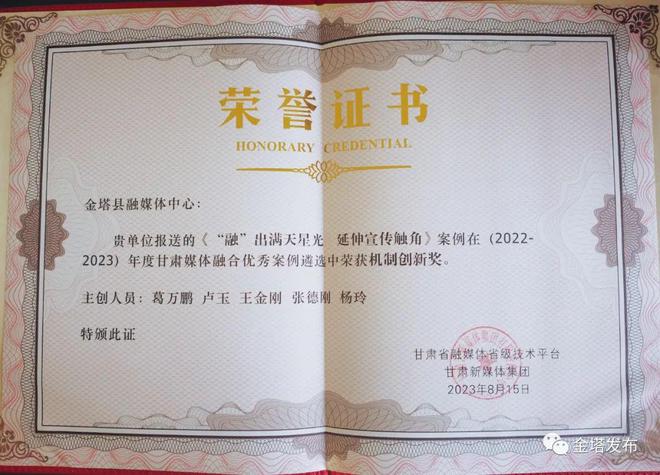 荣誉证书
HONORARY CREDENTIAL
金塔县融媒体中心：
贵单位报送的《“融”出满天星光 延伸宣传触角》案例在（2022-
2023）年度甘肃媒体融合优秀案例遴选中荣获机制创新奖。
主创人员：葛万鹏 卢玉 王金刚 张德刚 杨玲
特颁此证
甘肃省融媒体省级技术平台
甘肃新媒体集团
2023年8月15日
金塔发布